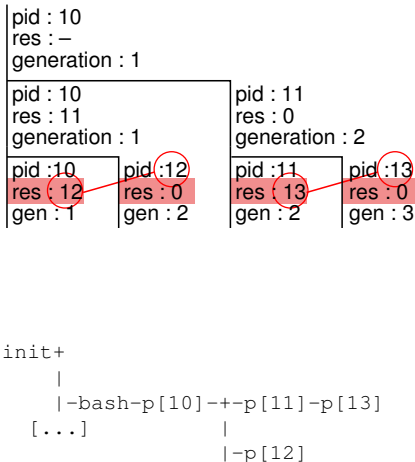 pid : 10
res : –
generation : 1
pid : 10
res : 11
generation : 1
pid : 11
res : 0
generation : 2
pid :10
res : 12
gen : 1
pid :12
res : 0
gen : 2
pid :11
res : 13
gen : 2
pid :13
res : 0
gen : 3
init+
|
|-bash-p[10]-+-p[11]-p[13]
[...] |
|-p[12]